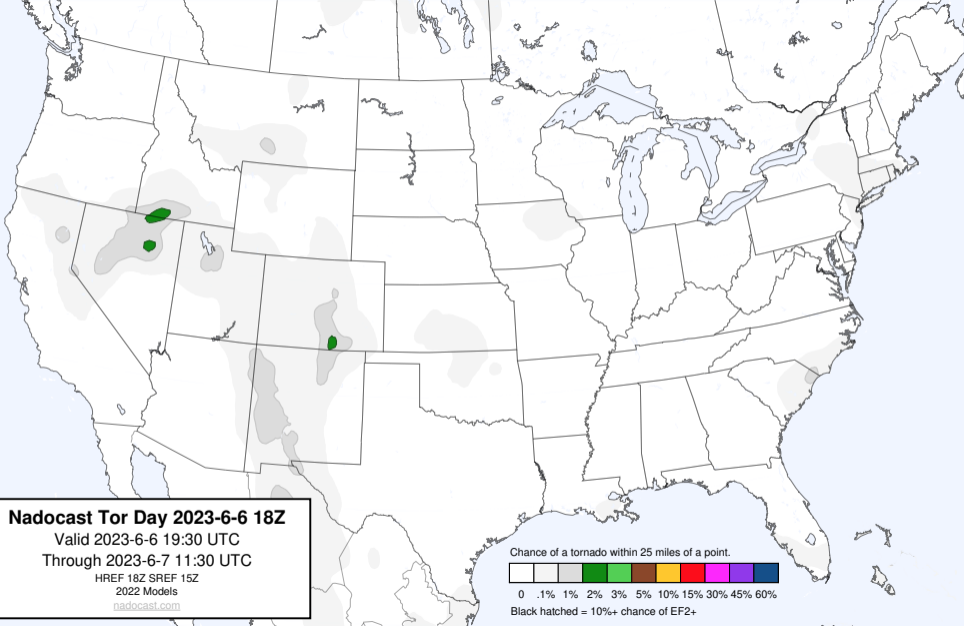 Nadocast Tor Day 2023-6-6 18Z
Valid 2023-6-6 19:30 UTC
Through 2023-6-7 11:30 UTC
HREF 18Z SREF 15Z
2022 Models
nadocast.com
Chance of a tornado within 25 miles of a point.
0 .1% 1% 2% 3% 5% 10% 15% 30% 45% 60%
Black hatched = 10%+ chance of EF2+